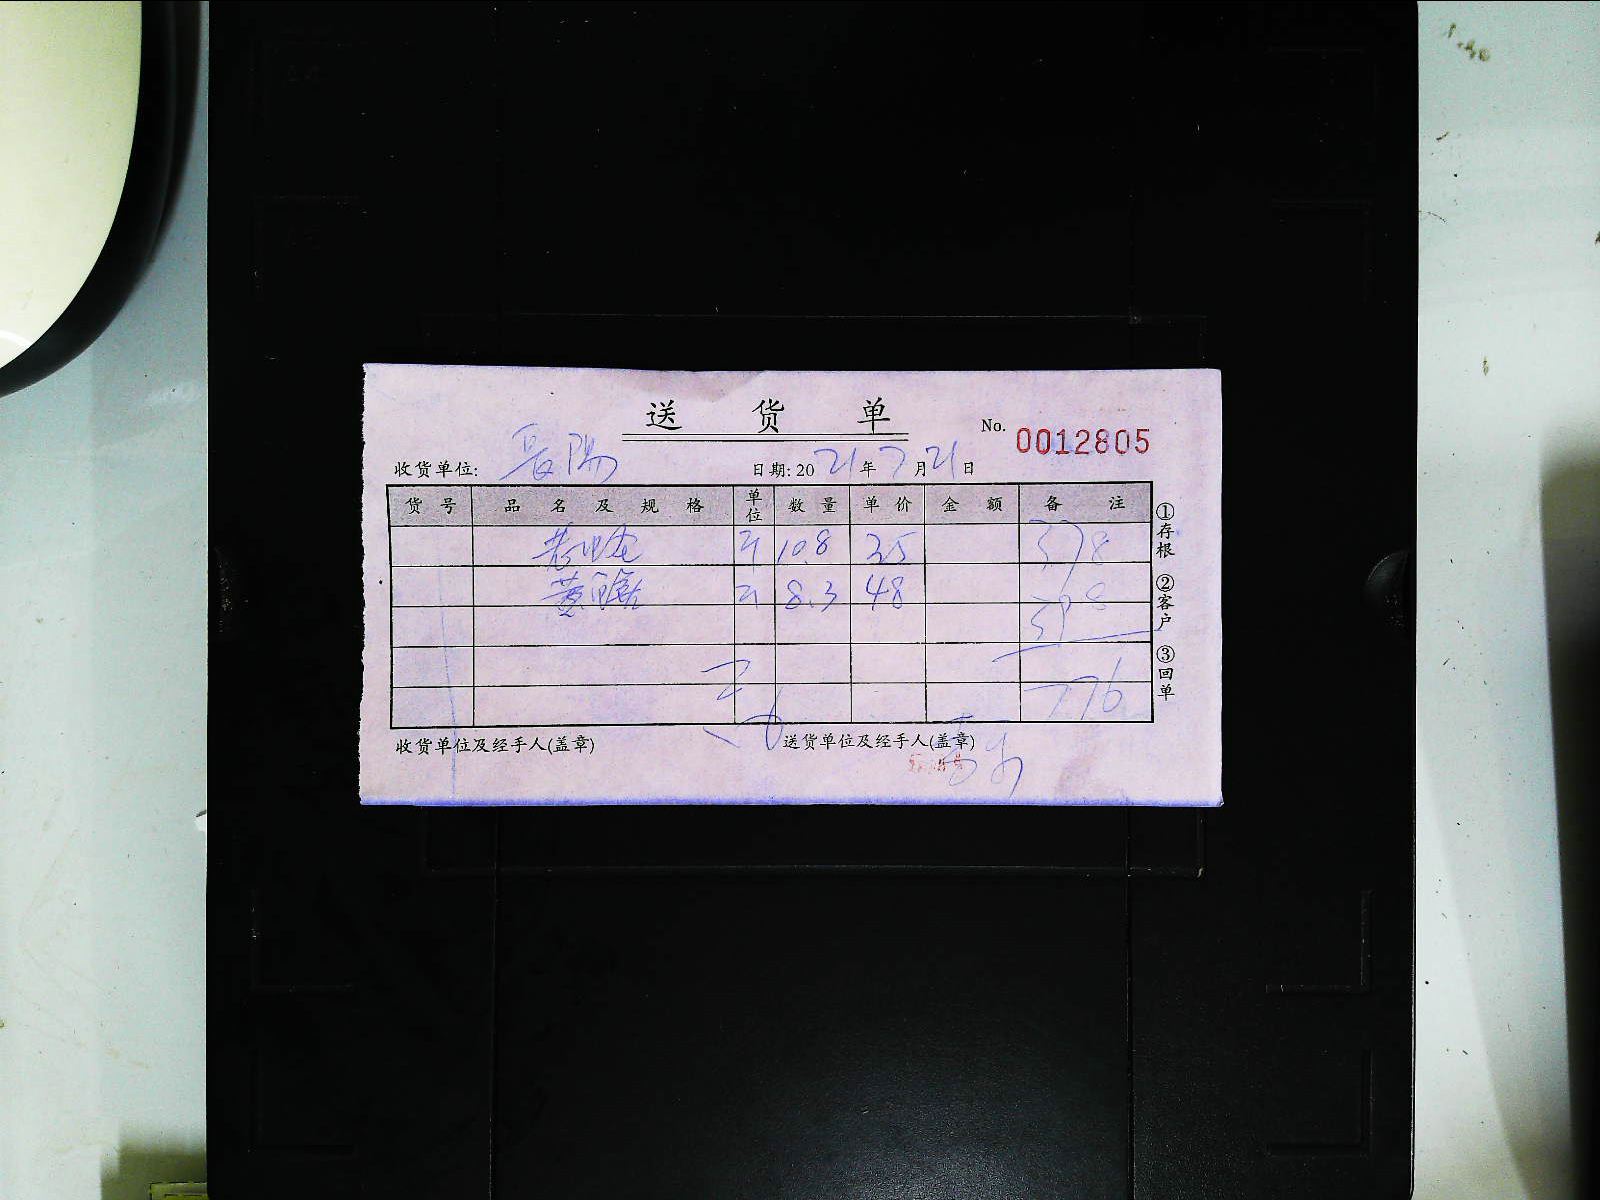 送 货 单
No. 0012805
收货单位: 日期: 2021年7月21日
货号 品名及规格 单位 数量 单价 金额 备注
10.8 35 378
8.3 48 398
776
收货单位及经手人(盖章) 送货单位及经手人(盖章)
①存根 ②客户 ③回单